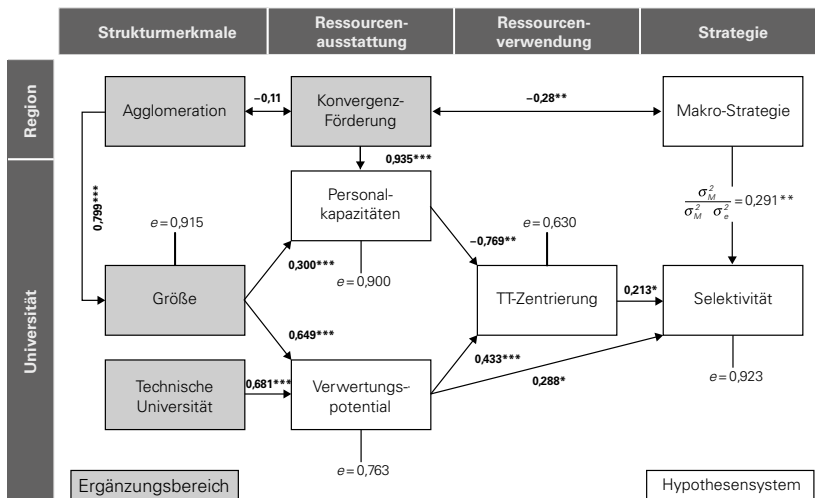 Strukturmerkmale
Ressourcen-
ausstattung
Ressourcen-
verwendung
Strategie
Region
Universität
Agglomeration
–0,11
Konvergenz-
Förderung
–0,28**
Makro-Strategie
0,935***
Personal-
kapazitäten
0,799***
e = 0,915
e = 0,630
σ²M
σ²M σ²e
= 0,291**
–0,769**
0,300***
e = 0,900
Größe
TT-Zentrierung
0,213*
Selektivität
0,649***
0,433***
Technische
Universität
0,681***
Verwertungs-
potential
0,288*
e = 0,923
e = 0,763
Ergänzungsbereich
Hypothesensystem